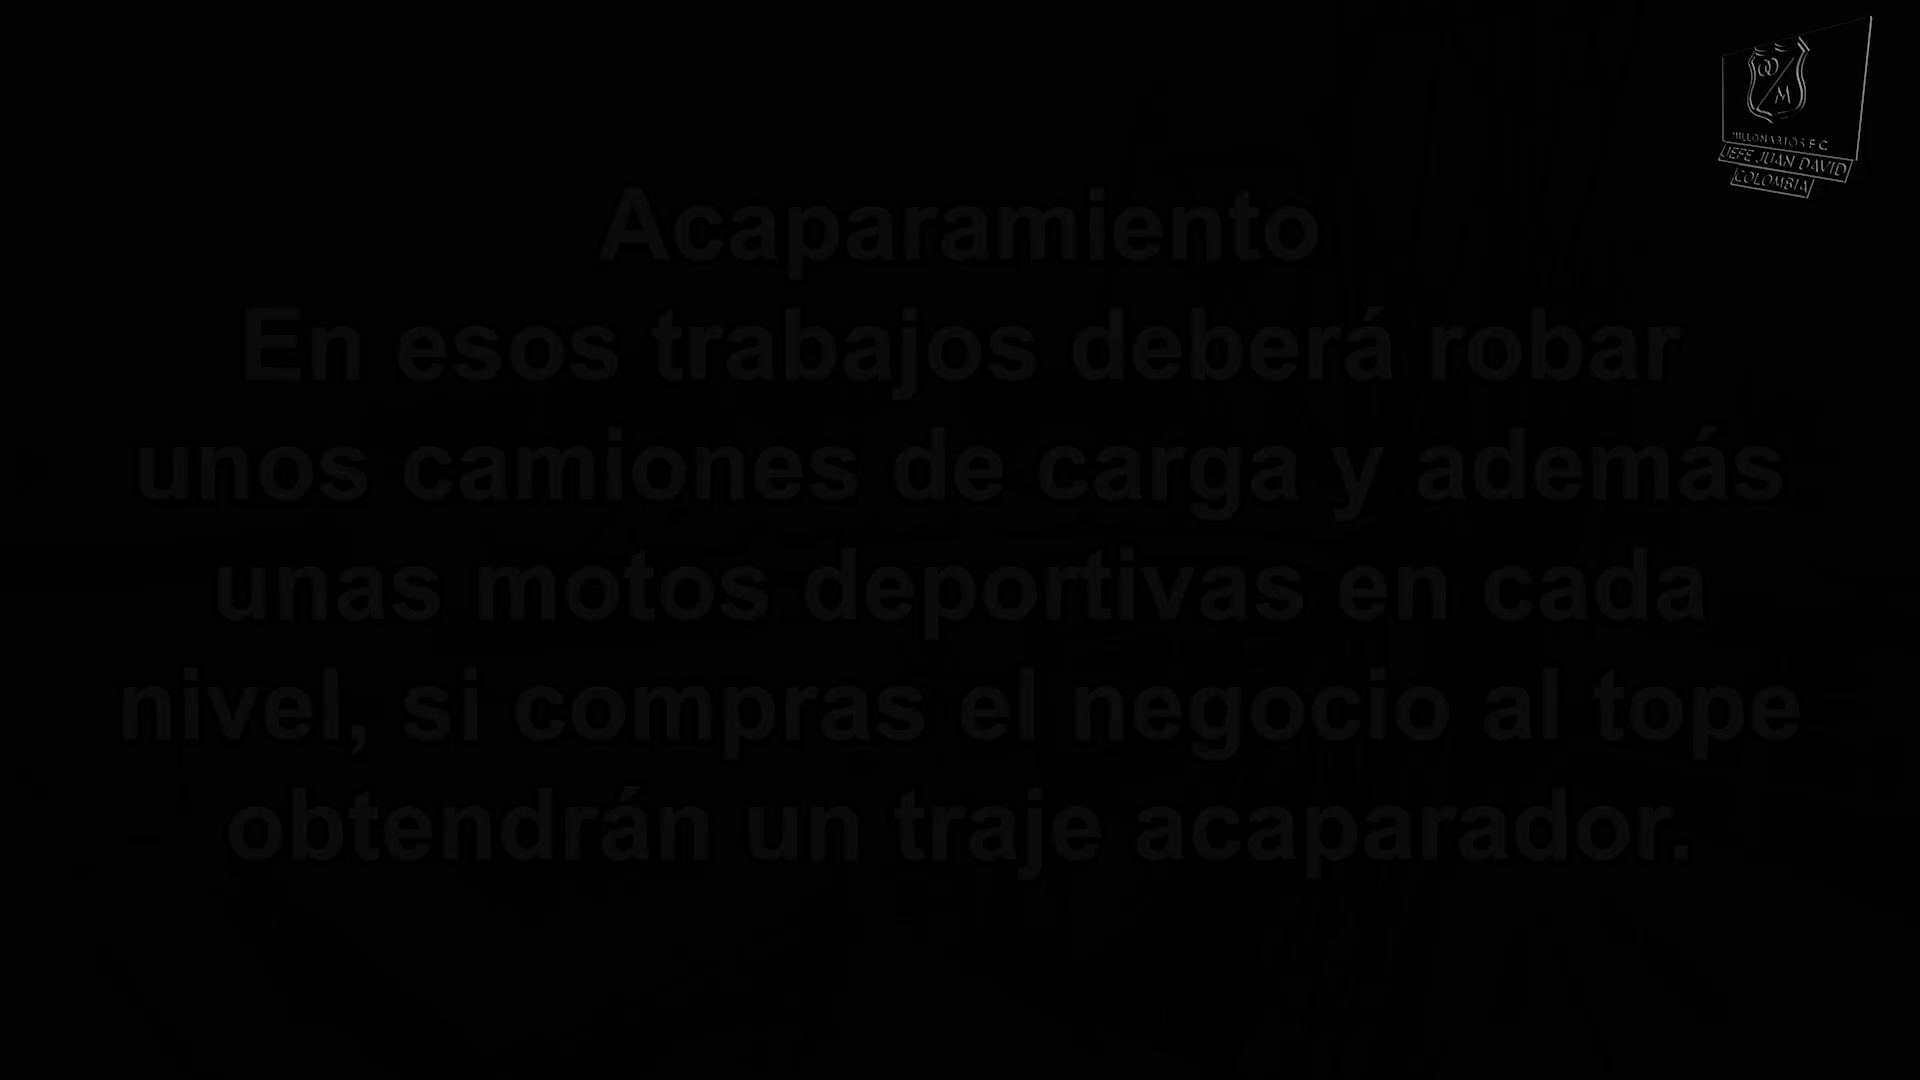 MILLONARIOS F.C.
JEFE JUAN DAVID
COLOMBIA
Acaparamiento
En esos trabajos deberá robar
unos camiones de carga y además
unas motos deportivas en cada
nivel, si compras el negocio al tope
obtendrán un traje acaparador.